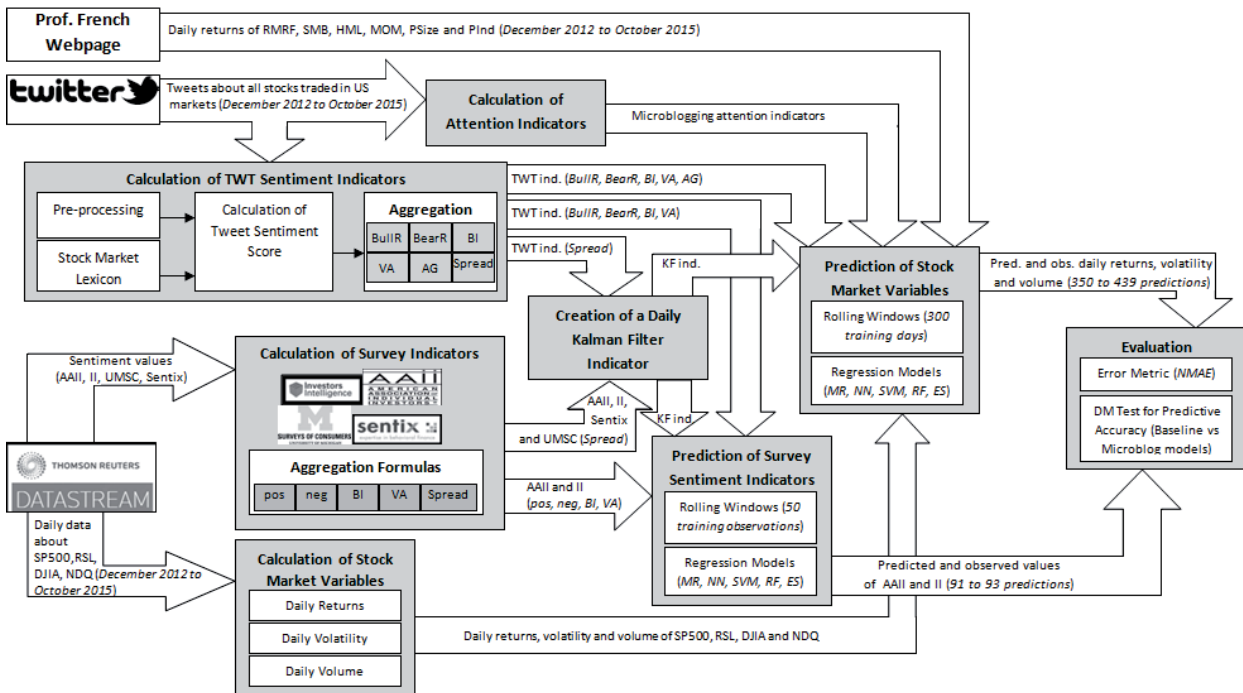 Prof. French
Webpage
Daily returns of RMRF, SMB, HML, MOM, PSize and PInd (December 2012 to October 2015)
twitter
Tweets about all stocks traded in US
markets (December 2012 to October 2015)
Calculation of
Attention Indicators
Microblogging attention indicators
Calculation of TWT Sentiment Indicators
Pre-processing
Stock Market
Lexicon
Calculation of
Tweet Sentiment
Score
Aggregation
BullR BearR BI
VA AG Spread
TWT ind. (BullR, BearR, BI, VA, AG)
TWT ind. (BullR, BearR, BI, VA)
TWT ind. (Spread)
KF ind.
Creation of a Daily
Kalman Filter
Indicator
Prediction of Stock
Market Variables
Rolling Windows (300
training days)
Regression Models
(MR, NN, SVM, RF, ES)
Pred. and obs. daily returns, volatility
and volume (350 to 439 predictions)
Evaluation
Error Metric (NMAE)
DM Test for Predictive
Accuracy (Baseline vs
Microblog models)
Sentiment values
(AAII, II, UMSC, Sentix)
Calculation of Survey Indicators
Investors
Intelligence
AAII
AMERICAN
ASSOCIATION OF
INDIVIDUAL
INVESTORS
M
SURVEYS OF CONSUMERS
UNIVERSITY OF MICHIGAN
sentix
expertise in behavioral finance
Aggregation Formulas
pos neg BI VA Spread
AAII, II,
Sentix
and UMSC (Spread)
KF ind.
AAII and II
(pos, neg, BI, VA)
Prediction of Survey
Sentiment Indicators
Rolling Windows (50
training observations)
Regression Models
(MR, NN, SVM, RF, ES)
Predicted and observed values
of AAII and II (91 to 93 predictions)
THOMSON REUTERS
DATASTREAM
Daily data
about
SP500,RSL,
DJIA, NDQ (December 2012 to
October 2015)
Calculation of Stock
Market Variables
Daily Returns
Daily Volatility
Daily Volume
Daily returns, volatility and volume of SP500, RSL, DJIA and NDQ